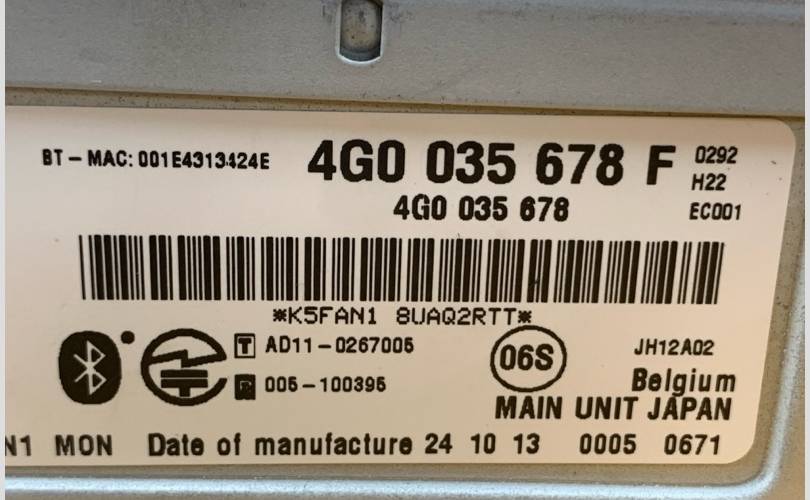 BT-MAC: 001E4313424E 4G0 035 678 F 0292
H22
4G0 035 678 EC001
*K5FAN1 8UAQ2RTT*
T AD11-0267005 06S JH12A02
R 005-100395 Belgium
MAIN UNIT JAPAN
N1 MON Date of manufacture 24 10 13 0005 0671